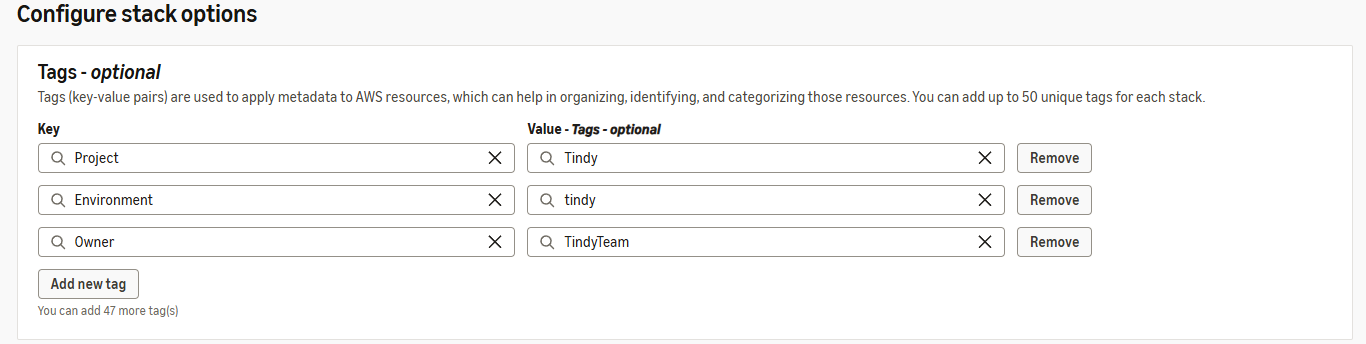 Configure stack options
Tags - optional
Tags (key-value pairs) are used to apply metadata to AWS resources, which can help in organizing, identifying, and categorizing those resources. You can add up to 50 unique tags for each stack.
Key Value - Tags - optional
Project Tindy Remove
Environment tindy Remove
Owner TindyTeam Remove
Add new tag
You can add 47 more tag(s)